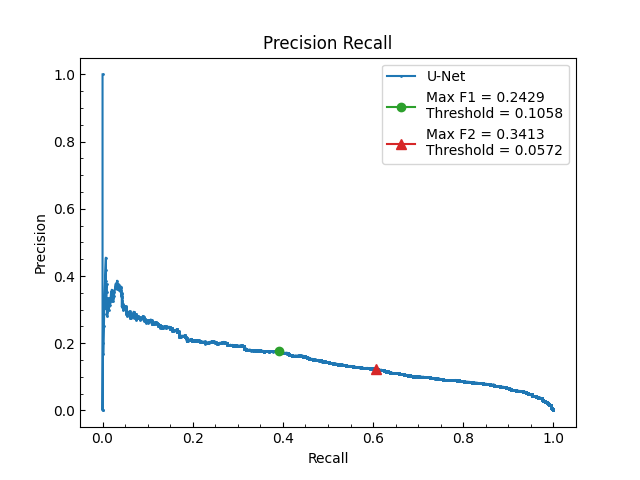 Precision Recall
U-Net
Max F1 = 0.2429
Threshold = 0.1058
Max F2 = 0.3413
Threshold = 0.0572
Precision
1.0
0.8
0.6
0.4
0.2
0.0
0.0 0.2 0.4 0.6 0.8 1.0
Recall